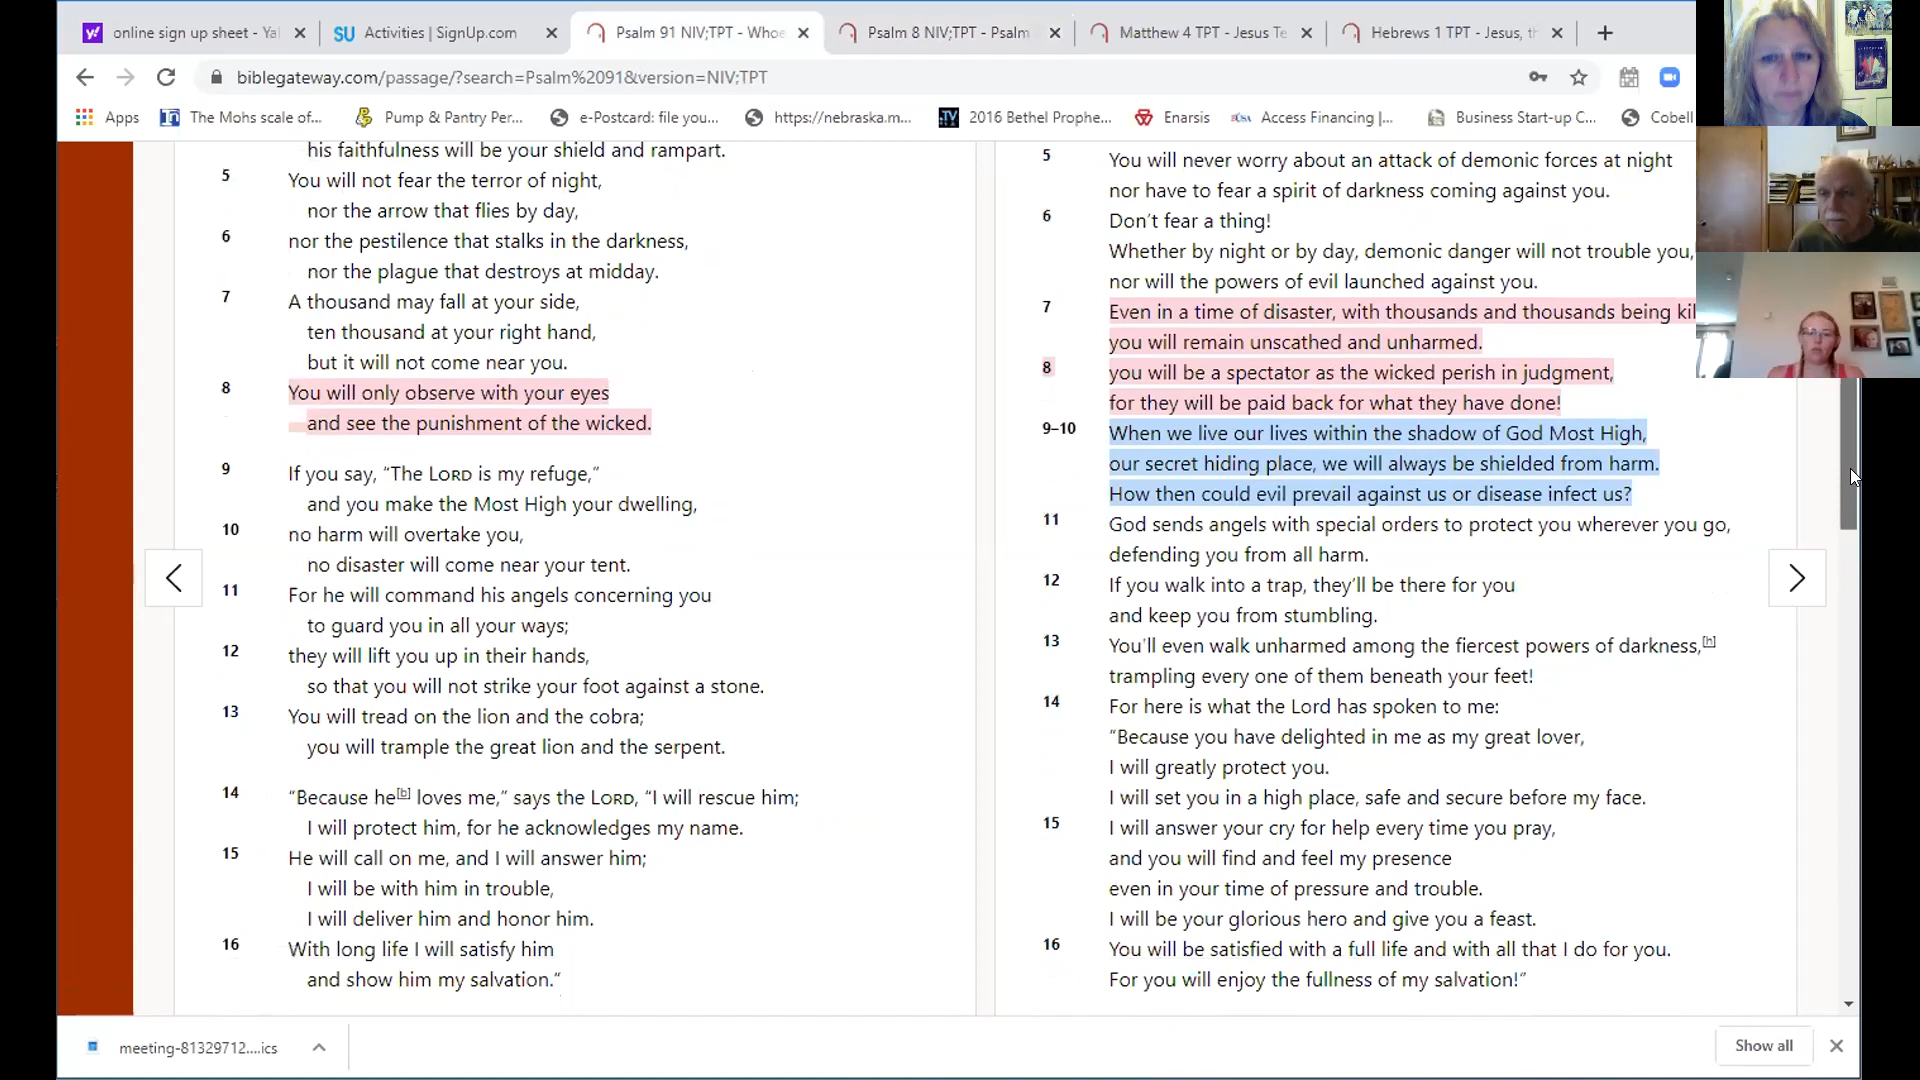 online sign up sheet - Ya
Activities | SignUp.com
Psalm 91 NIV;TPT - Whoe
Psalm 8 NIV;TPT - Psalm
Matthew 4 TPT - Jesus Te
Hebrews 1 TPT - Jesus, th
biblegateway.com/passage/?search=Psalm%2091&version=NIV;TPT
Apps
The Mohs scale of...
Pump & Pantry Per...
e-Postcard: file you...
https://nebraska.m...
2016 Bethel Prophe...
Enarsis
Access Financing |...
Business Start-up C...
Cobell
his faithfulness will be your shield and rampart.
5 You will not fear the terror of night,
nor the arrow that flies by day,
6 nor the pestilence that stalks in the darkness,
nor the plague that destroys at midday.
7 A thousand may fall at your side,
ten thousand at your right hand,
but it will not come near you.
8 You will only observe with your eyes
and see the punishment of the wicked.
9 If you say, “The LORD is my refuge,”
and you make the Most High your dwelling,
10 no harm will overtake you,
no disaster will come near your tent.
11 For he will command his angels concerning you
to guard you in all your ways;
12 they will lift you up in their hands,
so that you will not strike your foot against a stone.
13 You will tread on the lion and the cobra;
you will trample the great lion and the serpent.
14 “Because he[b] loves me,” says the LORD, “I will rescue him;
I will protect him, for he acknowledges my name.
15 He will call on me, and I will answer him;
I will be with him in trouble,
I will deliver him and honor him.
16 With long life I will satisfy him
and show him my salvation.”
5 You will never worry about an attack of demonic forces at night
nor have to fear a spirit of darkness coming against you.
6 Don’t fear a thing!
Whether by night or by day, demonic danger will not trouble you,
nor will the powers of evil launched against you.
7 Even in a time of disaster, with thousands and thousands being kil
you will remain unscathed and unharmed.
8 you will be a spectator as the wicked perish in judgment,
for they will be paid back for what they have done!
9–10 When we live our lives within the shadow of God Most High,
our secret hiding place, we will always be shielded from harm.
How then could evil prevail against us or disease infect us?
11 God sends angels with special orders to protect you wherever you go,
defending you from all harm.
12 If you walk into a trap, they’ll be there for you
and keep you from stumbling.
13 You’ll even walk unharmed among the fiercest powers of darkness,[h]
trampling every one of them beneath your feet!
14 For here is what the Lord has spoken to me:
“Because you have delighted in me as my great lover,
I will greatly protect you.
I will set you in a high place, safe and secure before my face.
15 I will answer your cry for help every time you pray,
and you will find and feel my presence
even in your time of pressure and trouble.
I will be your glorious hero and give you a feast.
16 You will be satisfied with a full life and with all that I do for you.
For you will enjoy the fullness of my salvation!”
meeting-81329712....ics
Show all